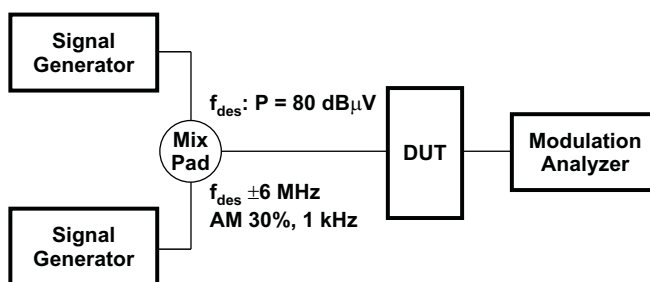 Signal
Generator
f_des: P = 80 dBμV
Mix
Pad
DUT
Modulation
Analyzer
f_des ±6 MHz
AM 30%, 1 kHz
Signal
Generator